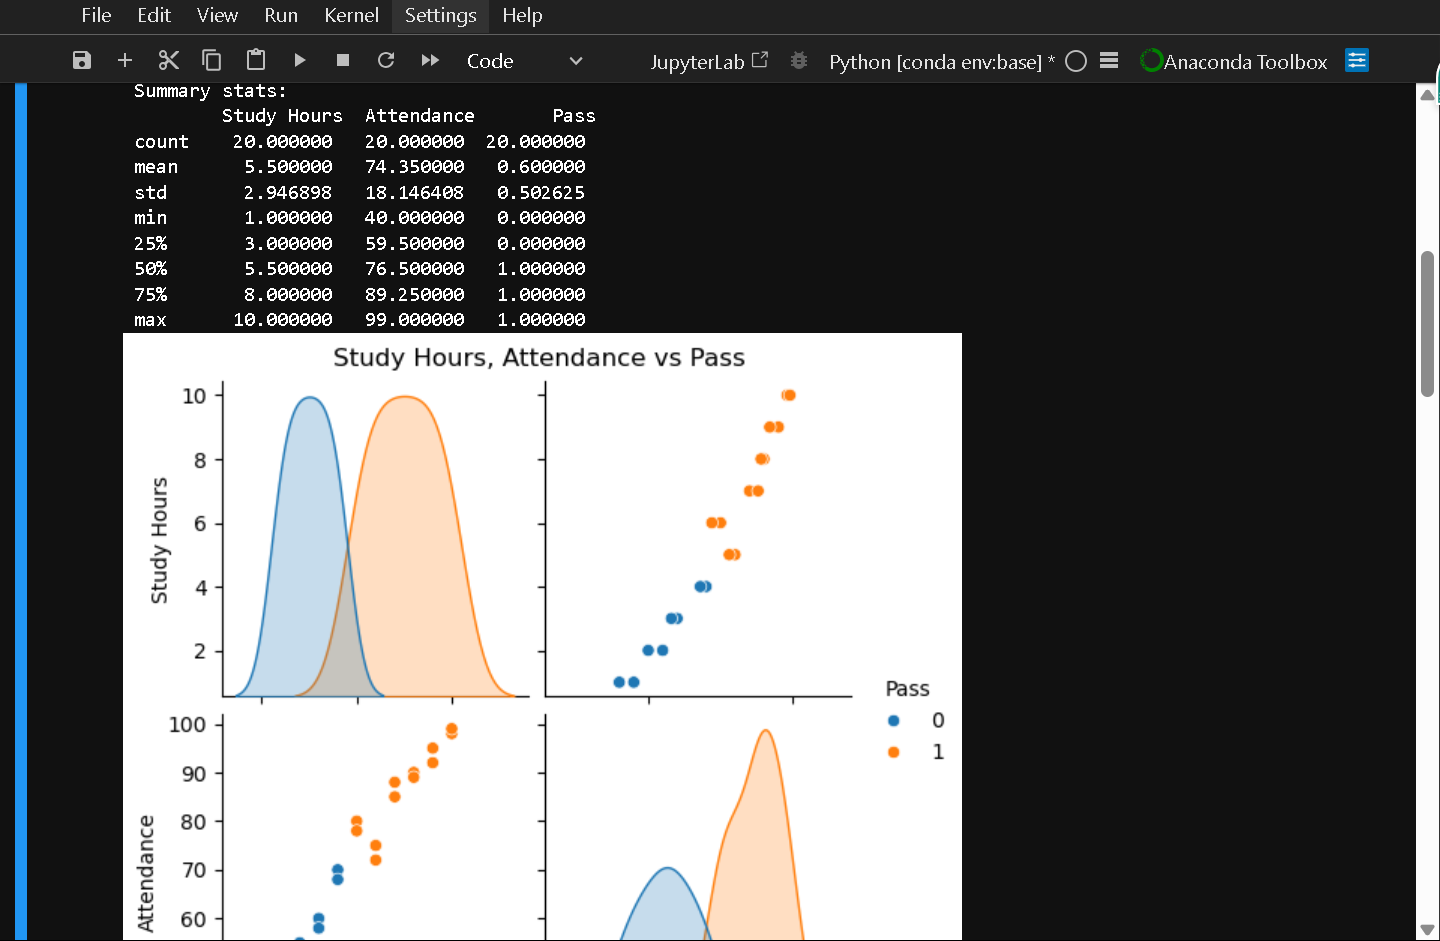 File Edit View Run Kernel Settings Help
Code JupyterLab Python [conda env:base] * Anaconda Toolbox
Summary stats:
Study Hours Attendance Pass
count 20.000000 20.000000 20.000000
mean 5.500000 74.350000 0.600000
std 2.946898 18.146408 0.502625
min 1.000000 40.000000 0.000000
25% 3.000000 59.500000 0.000000
50% 5.500000 76.500000 1.000000
75% 8.000000 89.250000 1.000000
max 10.000000 99.000000 1.000000
Study Hours, Attendance vs Pass
10
8
6
4
2
Study Hours
Pass
0
1
100
90
80
70
60
Attendance